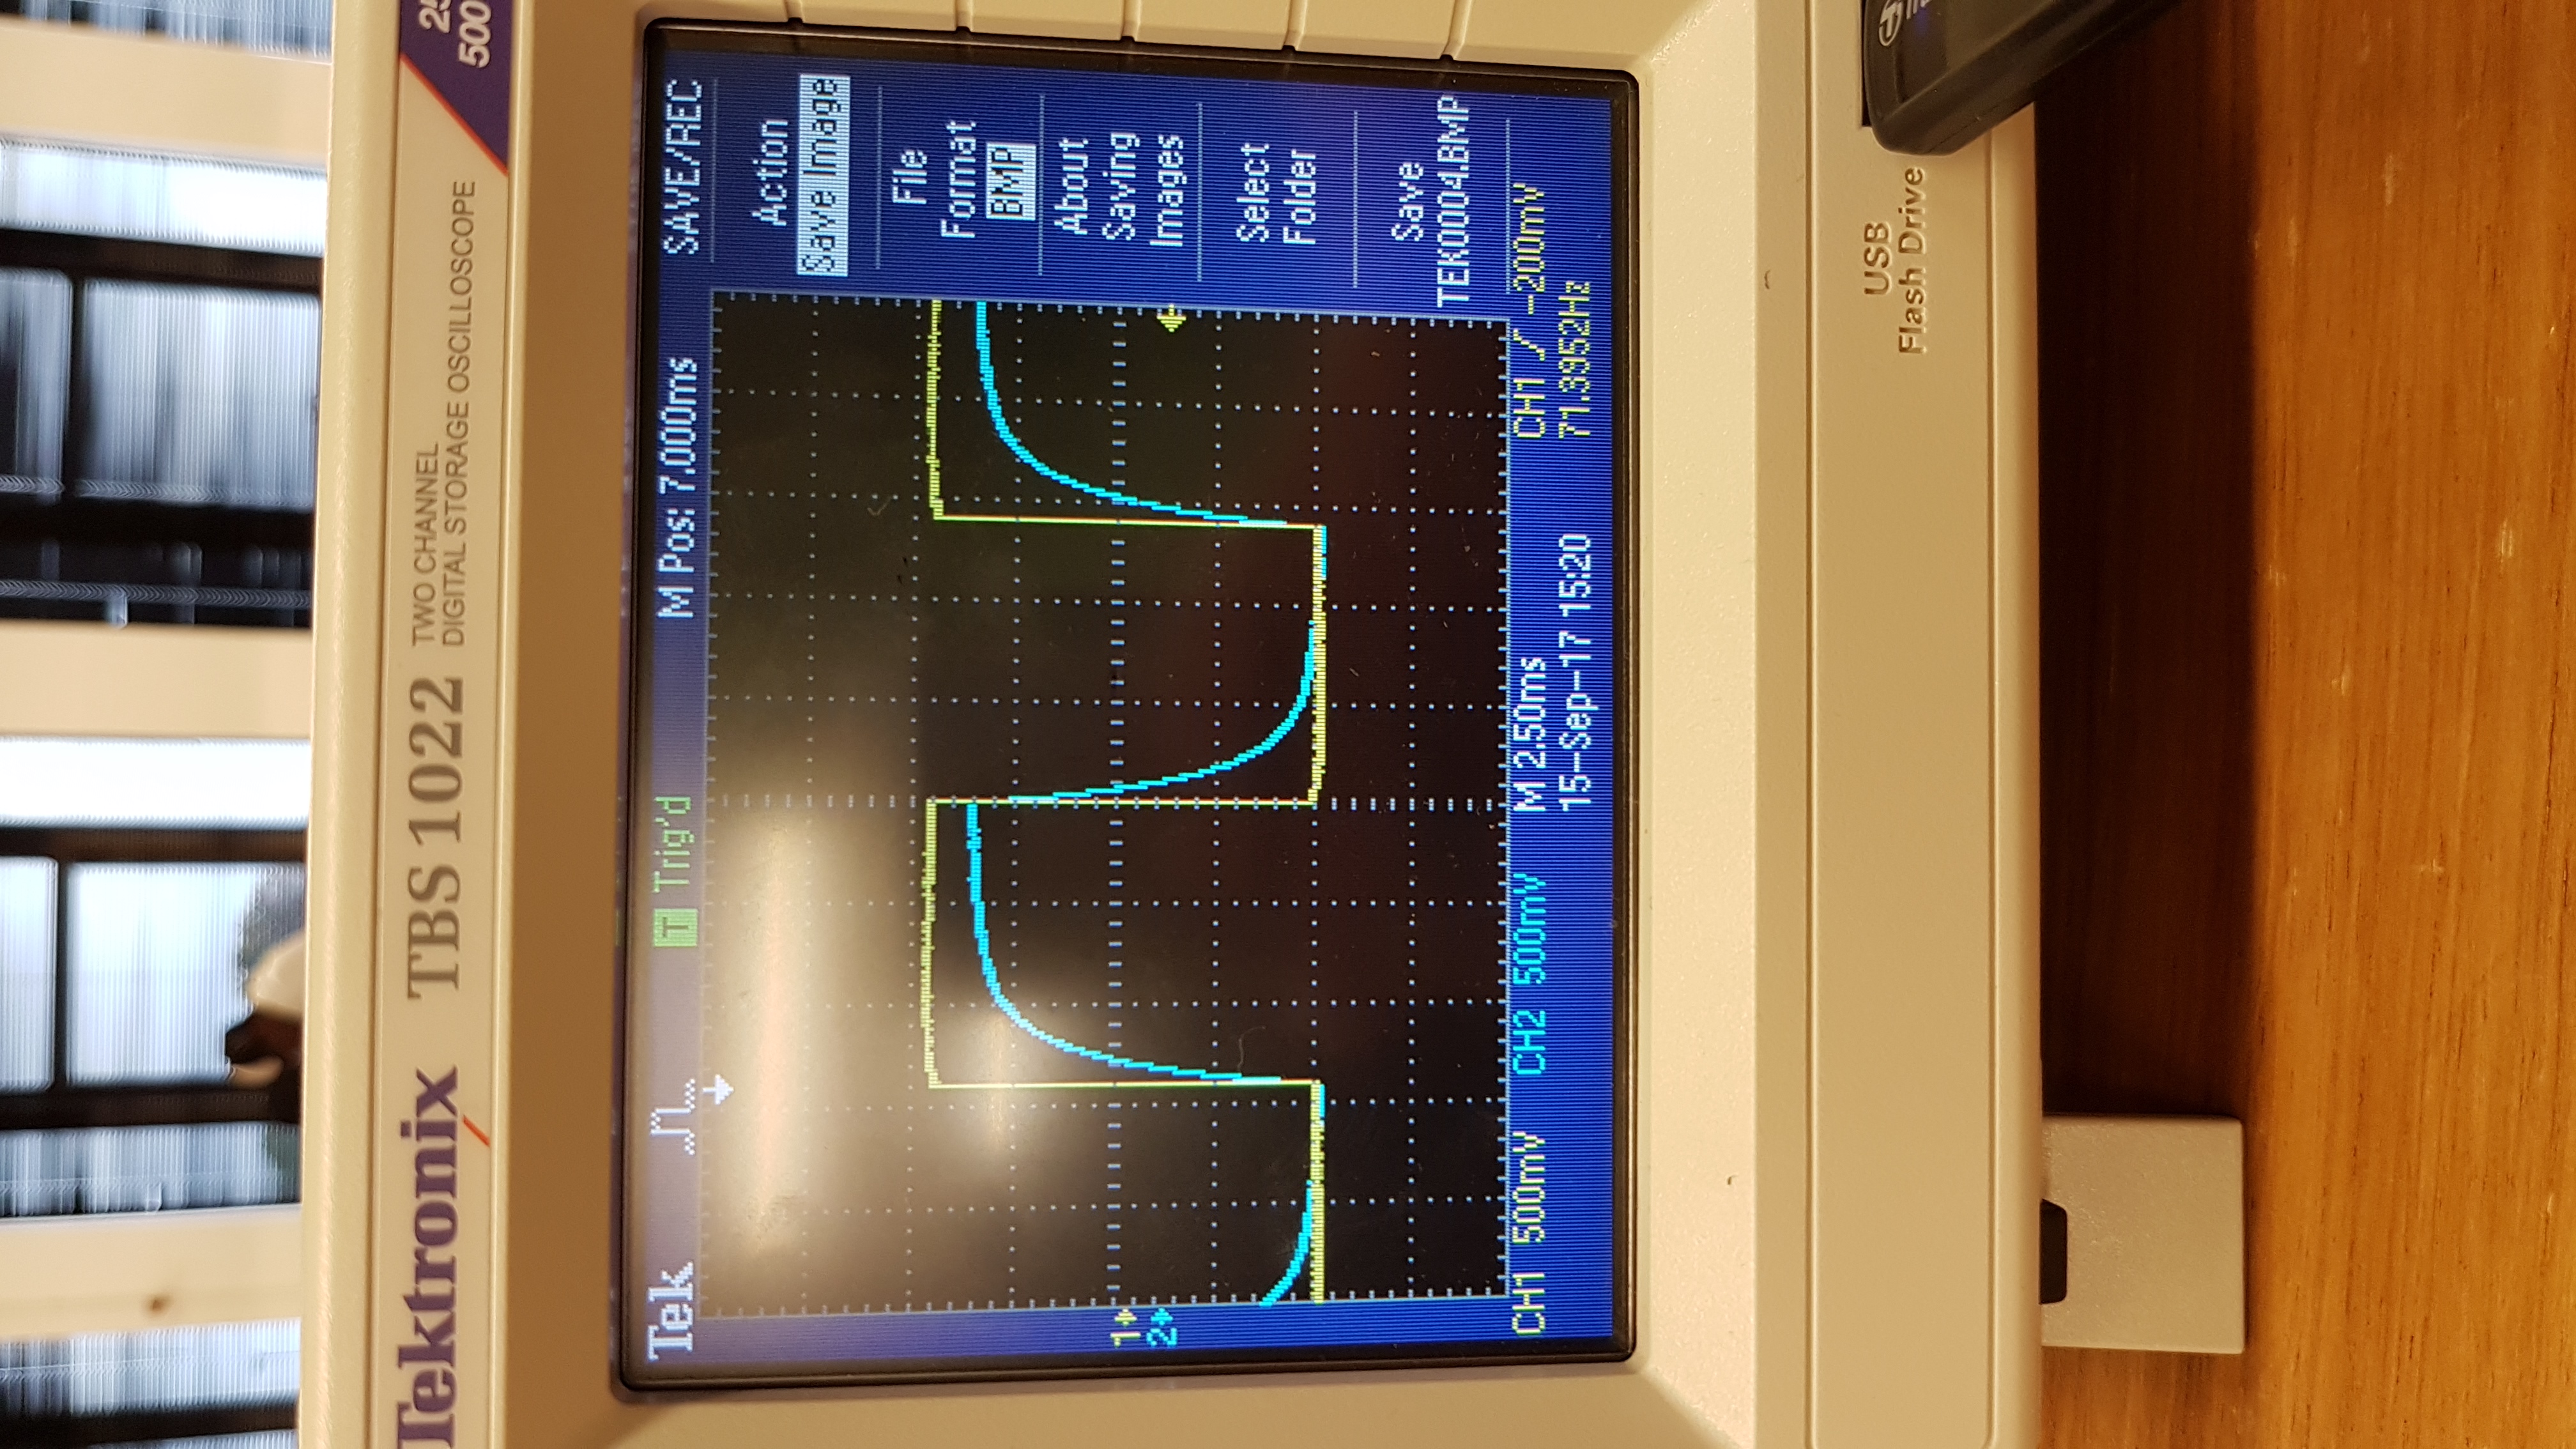 Tektronix TBS 1022 TWO CHANNEL
DIGITAL STORAGE OSCILLOSCOPE
500
Tek T Trig'd M Pos: 7.000ms SAVE/REC
Action
Save Image
File
Format
BMP
About
Saving
Images
Select
Folder
Save
TEK0004.BMP
1
2
CH1 500mV CH2 500mV M 2.50ms CH1 -200mV
15-Sep-17 15:20 71.3952Hz
USB
Flash Drive